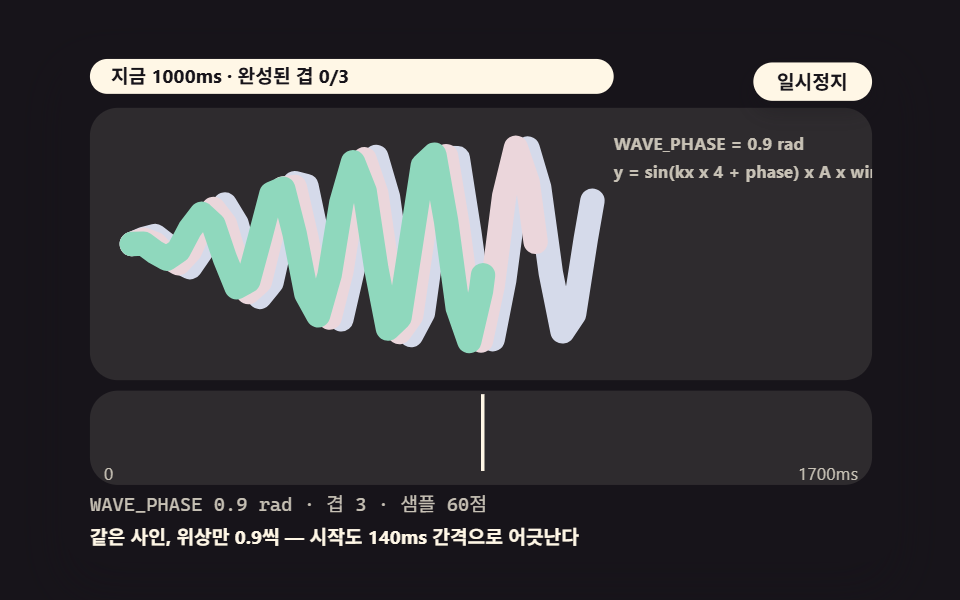 지금 1000ms · 완성된 겹 0/3
일시정지
WAVE_PHASE = 0.9 rad
y = sin(kx x 4 + phase) x A x
0
1700ms
WAVE_PHASE 0.9 rad · 겹 3 · 샘플 60점
같은 사인, 위상만 0.9씩 — 시작도 140ms 간격으로 어긋난다